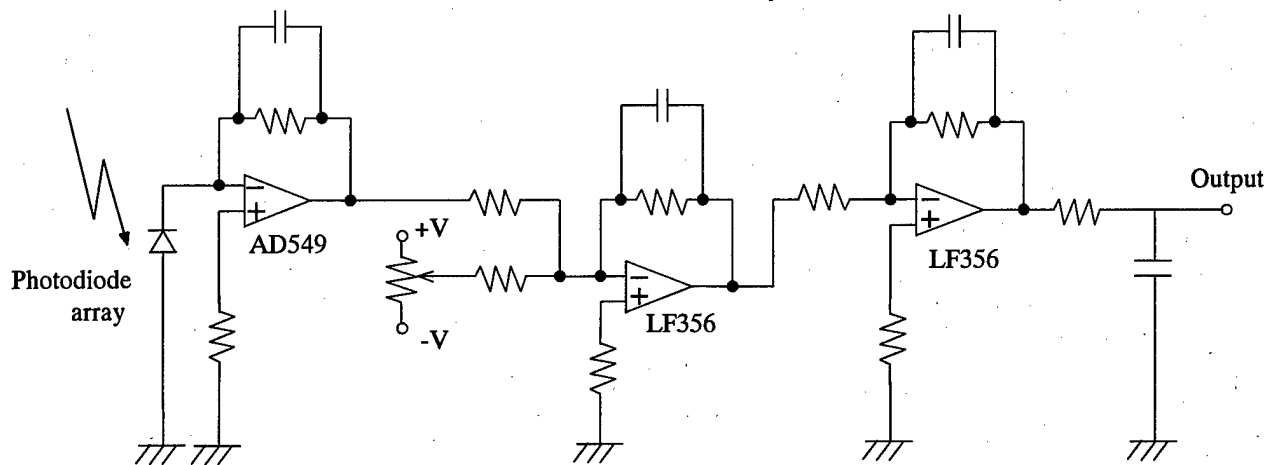 Photodiode
array
AD549
+V
-V
LF356
LF356
Output